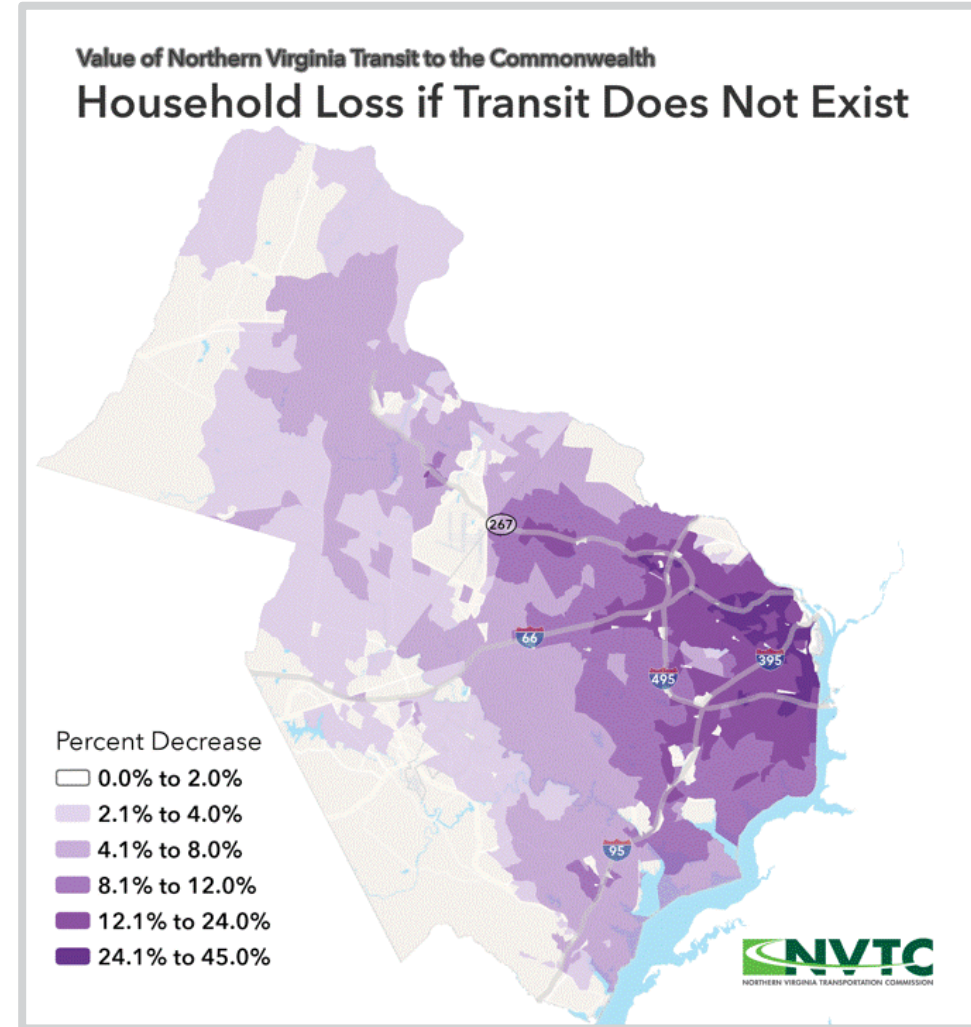 Value of Northern Virginia Transit to the Commonwealth
Household Loss if Transit Does Not Exist
267
66
395
495
95
Percent Decrease
0.0% to 2.0%
2.1% to 4.0%
4.1% to 8.0%
8.1% to 12.0%
12.1% to 24.0%
24.1% to 45.0%
NVTC
NORTHERN VIRGINIA TRANSPORTATION COMMISSION